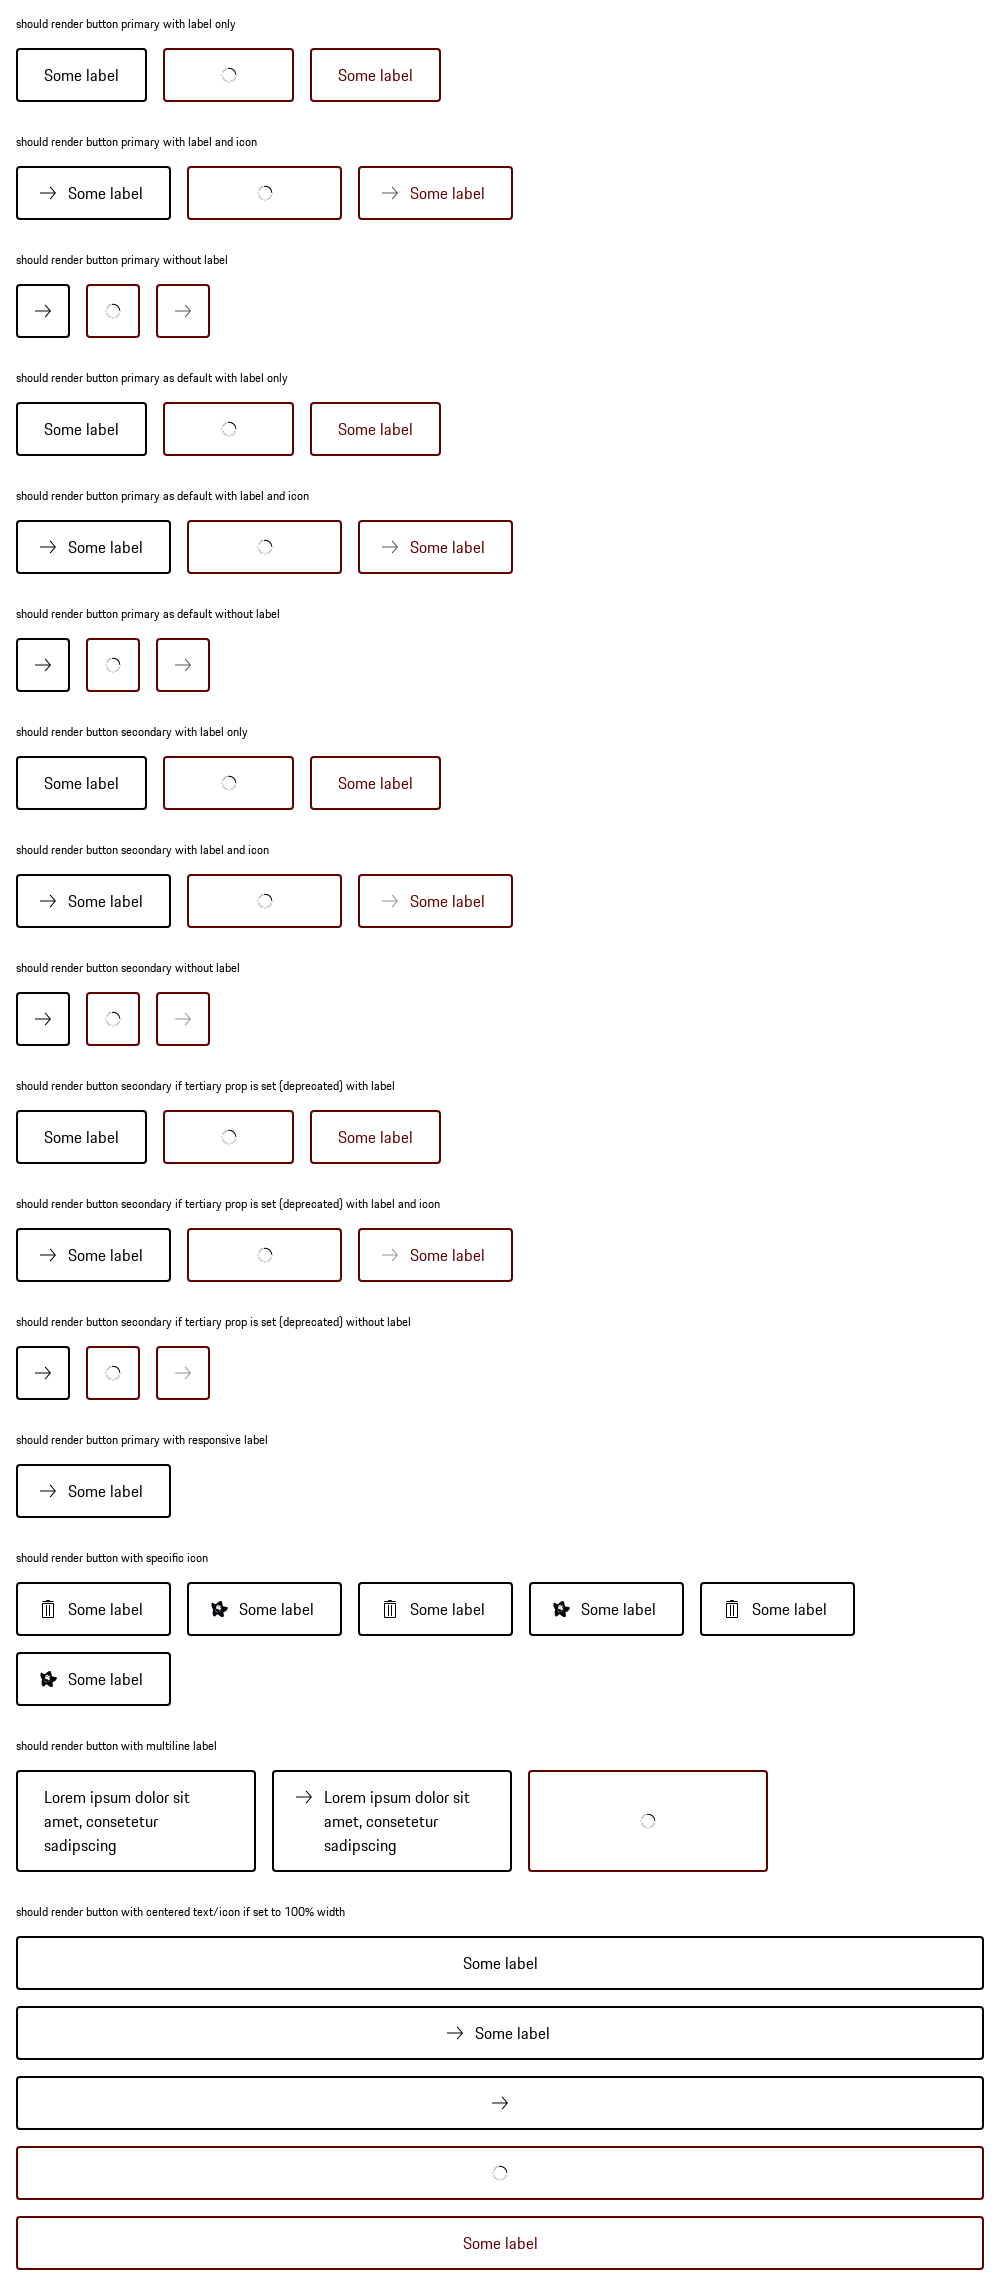 should render button primary with label only
Some label Some label
should render button primary with label and icon
Some label Some label
should render button primary without label
should render button primary as default with label only
Some label Some label
should render button primary as default with label and icon
Some label Some label
should render button primary as default without label
should render button secondary with label only
Some label Some label
should render button secondary with label and icon
Some label Some label
should render button secondary without label
should render button secondary if tertiary prop is set (deprecated) with label
Some label Some label
should render button secondary if tertiary prop is set (deprecated) with label and icon
Some label Some label
should render button secondary if tertiary prop is set (deprecated) without label
should render button primary with responsive label
Some label
should render button with specific icon
Some label Some label Some label Some label Some label
Some label
should render button with multiline label
Lorem ipsum dolor sit
amet, consetetur
sadipscing
Lorem ipsum dolor sit
amet, consetetur
sadipscing
should render button with centered text/icon if set to 100% width
Some label
Some label
Some label